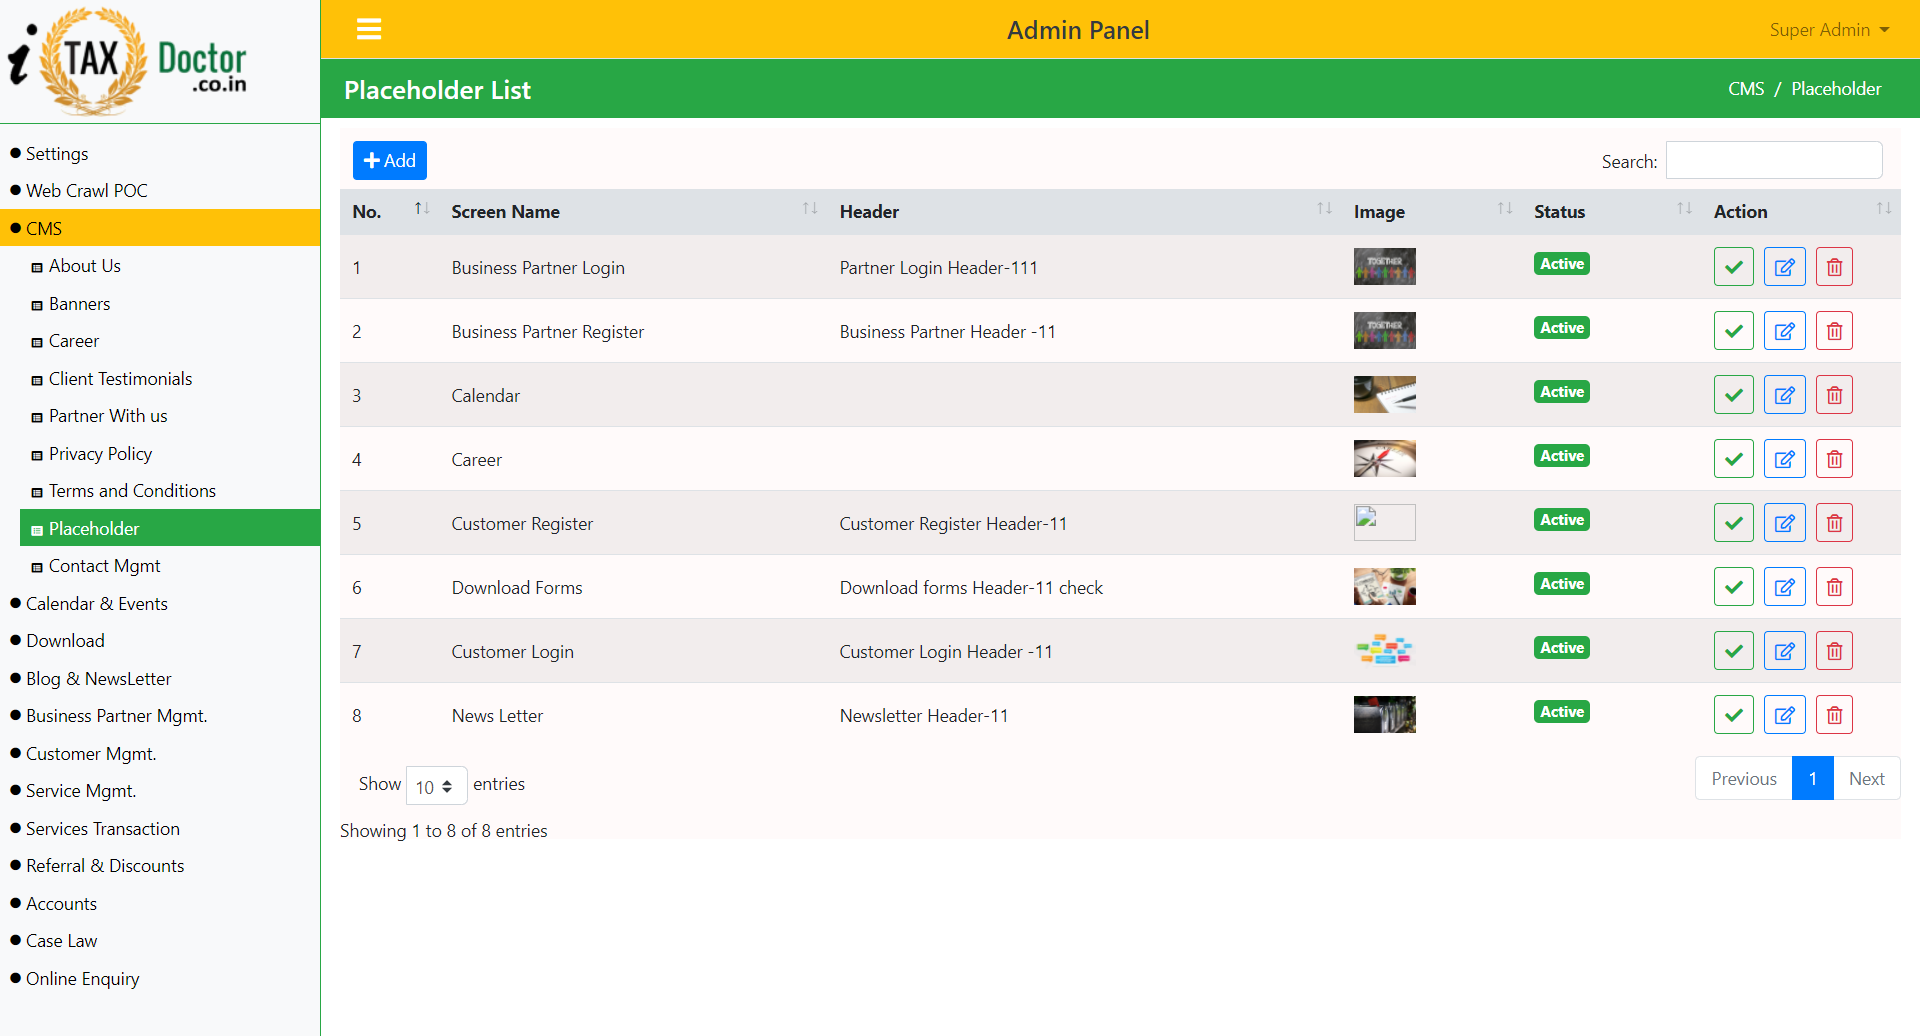 i TAX Doctor
.co.in
Admin Panel
Super Admin
Placeholder List
CMS / Placeholder
Settings
Web Crawl POC
CMS
About Us
Banners
Career
Client Testimonials
Partner With us
Privacy Policy
Terms and Conditions
Placeholder
Contact Mgmt
Calendar & Events
Download
Blog & NewsLetter
Business Partner Mgmt.
Customer Mgmt.
Service Mgmt.
Services Transaction
Referral & Discounts
Accounts
Case Law
Online Enquiry
Add
Search:
No. Screen Name Header Image Status Action
1 Business Partner Login Partner Login Header-111 TOGETHER Active
2 Business Partner Register Business Partner Header -11 TOGETHER Active
3 Calendar Active
4 Career Active
5 Customer Register Customer Register Header-11 Active
6 Download Forms Download forms Header-11 check Active
7 Customer Login Customer Login Header -11 Active
8 News Letter Newsletter Header-11 Active
Show 10 entries
Previous 1 Next
Showing 1 to 8 of 8 entries